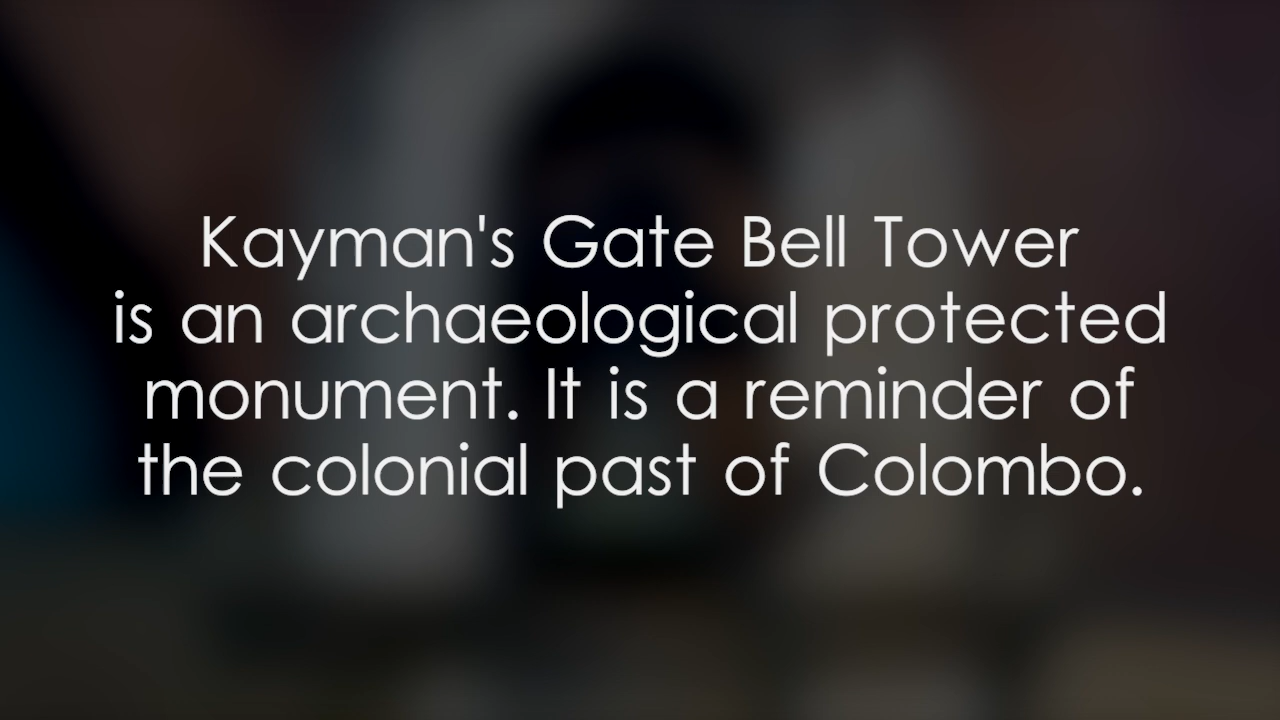 Kayman's Gate Bell Tower
is an archaeological protected
monument. It is a reminder of
the colonial past of Colombo.